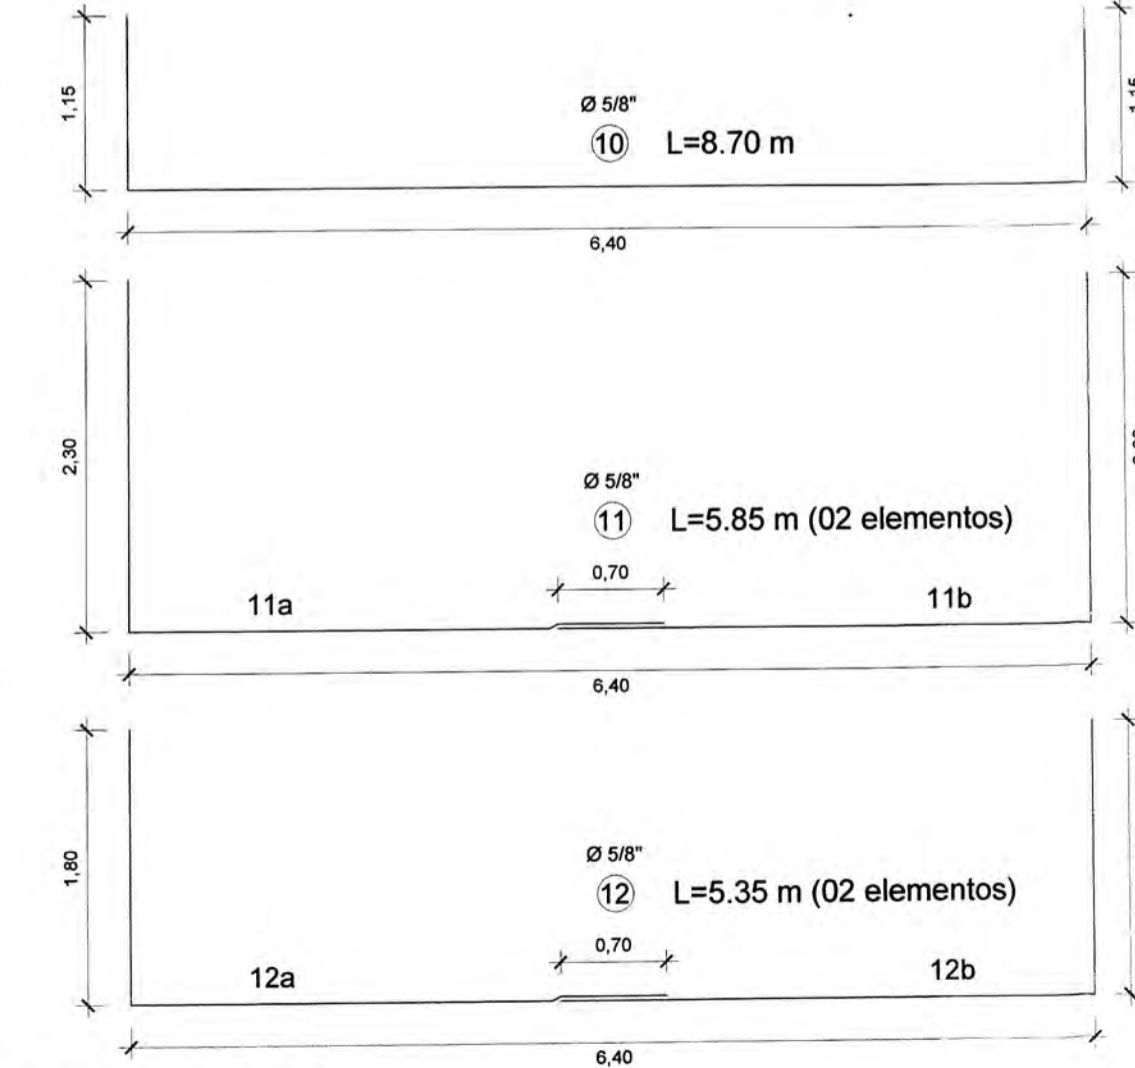 1,15
Ø 5/8"
10 L=8.70 m
1,15
6,40
2,30
Ø 5/8"
11 L=5.85 m (02 elementos)
0,70
11a
11b
6,40
1,80
Ø 5/8"
12 L=5.35 m (02 elementos)
0,70
12a
12b
6,40